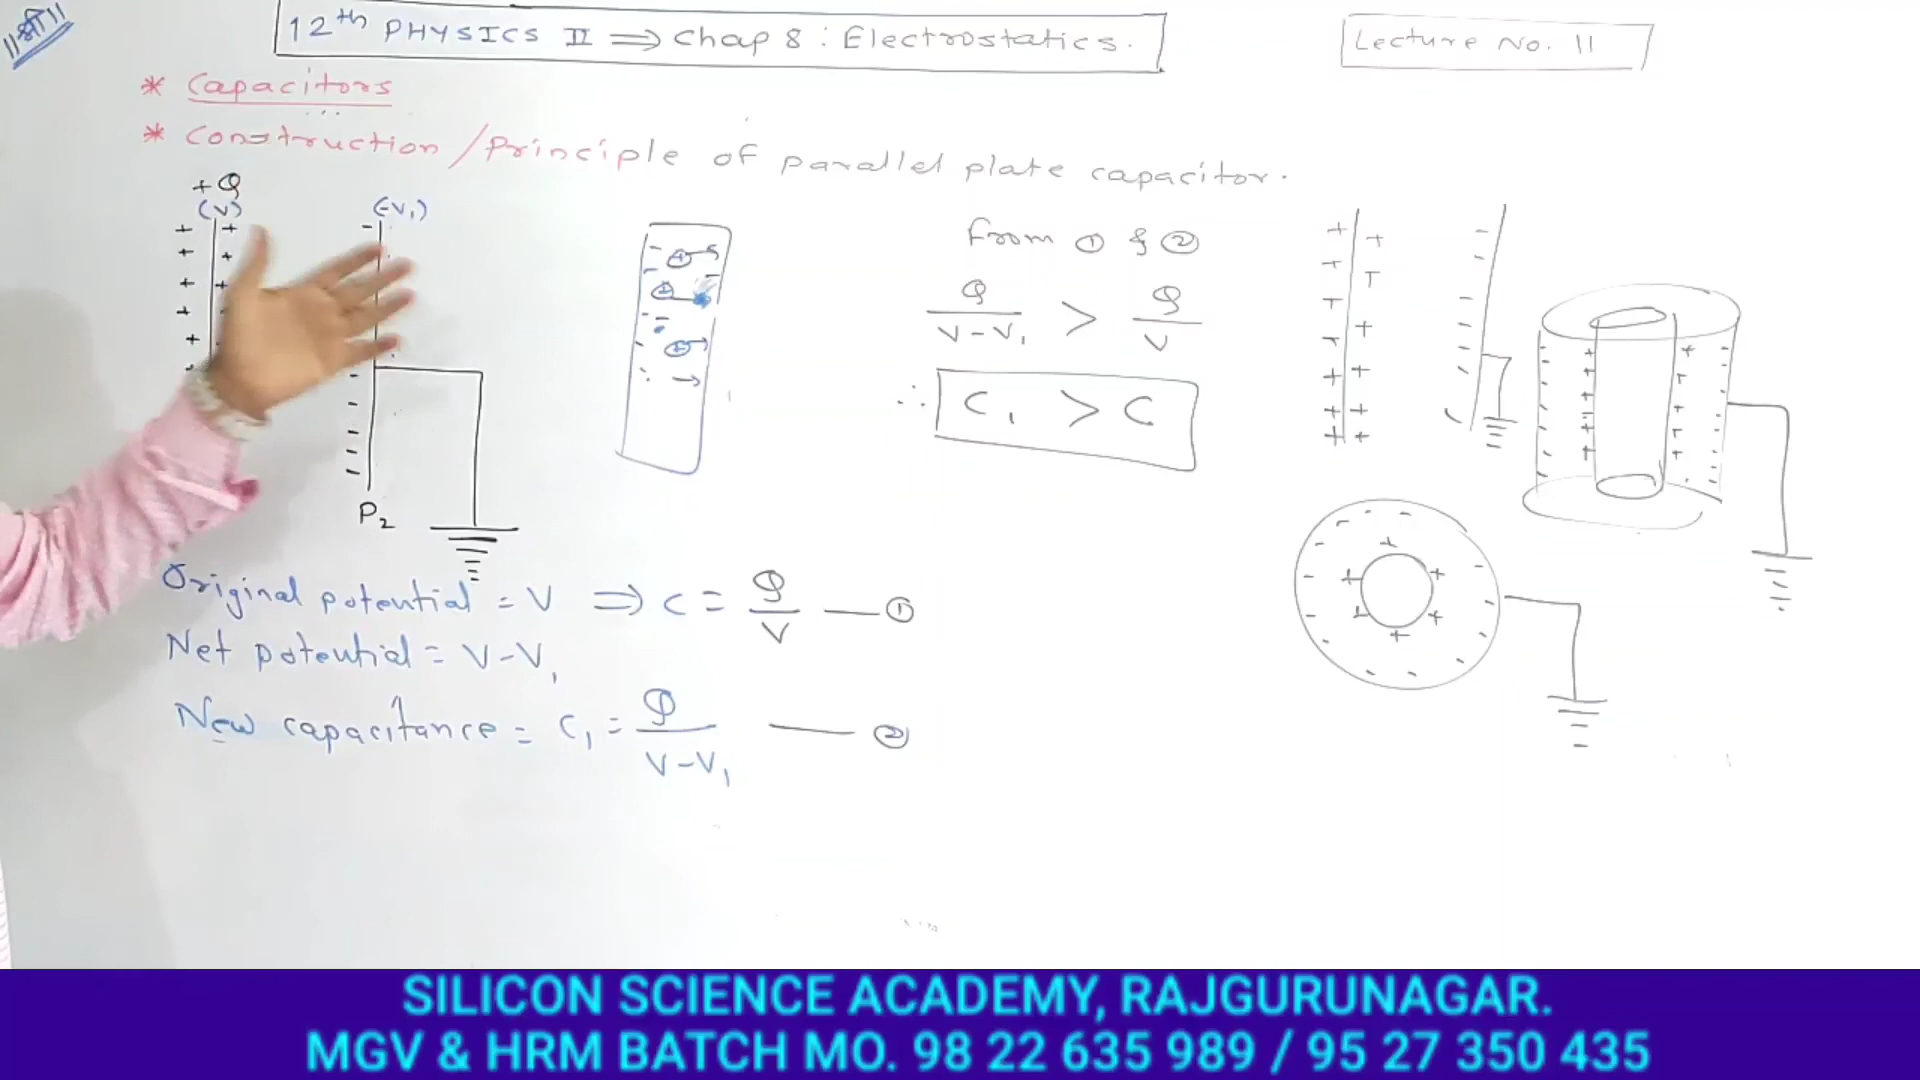 ॥श्री॥
12th PHYSICS II ⇒ Chap 8 : Electrostatics.
Lecture No. 11
* Capacitors
* Construction / Principle of parallel plate capacitor.
+Q
(V)
(-V₁)
P₂
Original potential = V ⇒ C = Q/V —— ①
Net potential = V-V₁
New capacitance = C₁ = Q/(V-V₁) —— ②
From ① & ②
Q/(V-V₁) > Q/V
∴ C₁ > C
SILICON SCIENCE ACADEMY, RAJGURUNAGAR.
MGV & HRM BATCH MO. 98 22 635 989 / 95 27 350 435